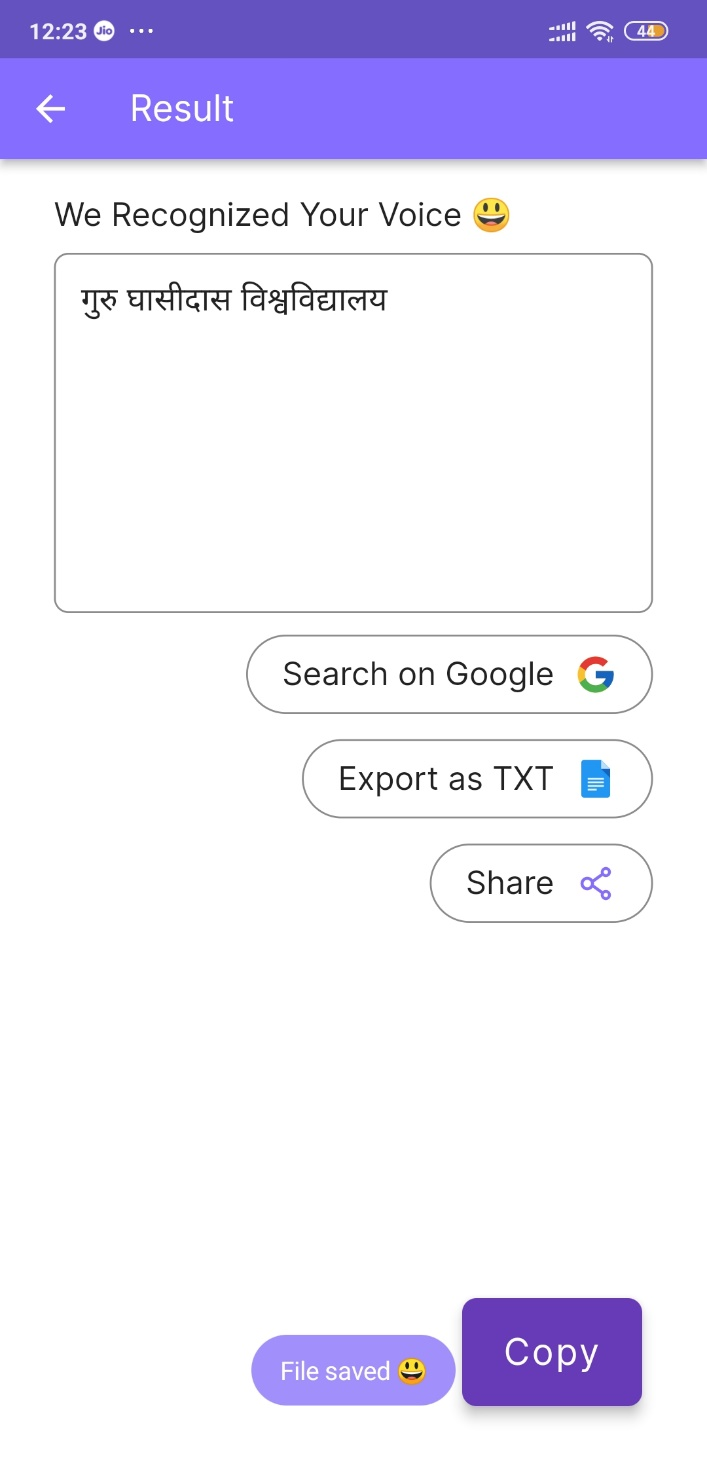 12:23 Jio ... 44
Result
We Recognized Your Voice 😃
गुरु घासीदास विश्वविद्यालय
Search on Google
Export as TXT
Share
Copy
File saved 😃